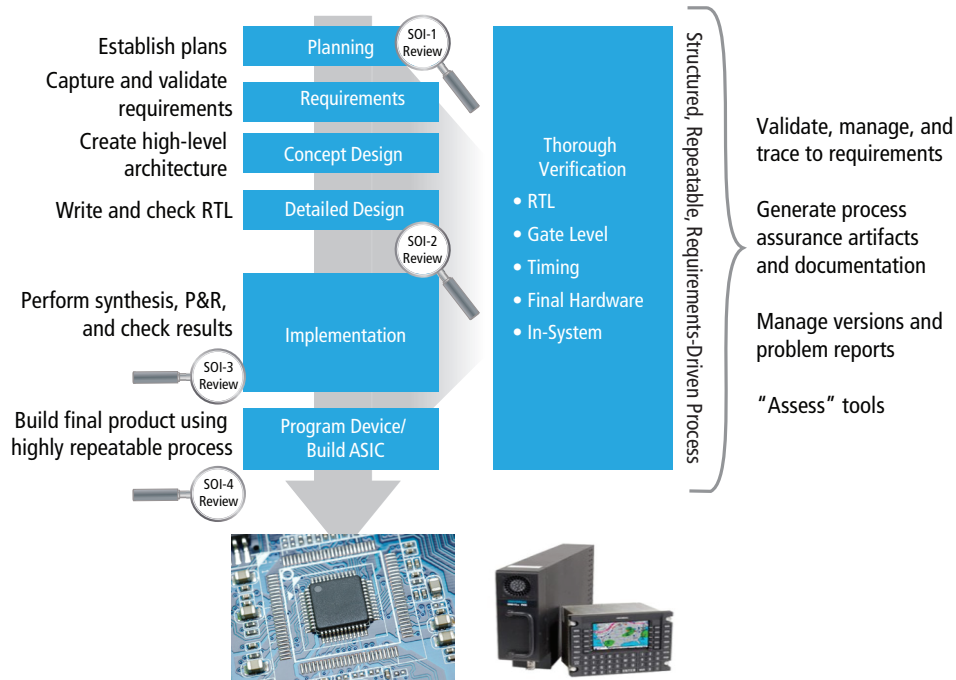 Establish plans
Planning
SOI-1
Review
Capture and validate
requirements
Requirements
Create high-level
architecture
Concept Design
Write and check RTL
Detailed Design
SOI-2
Review
Perform synthesis, P&R,
and check results
Implementation
SOI-3
Review
Build final product using
highly repeatable process
Program Device/
Build ASIC
SOI-4
Review
Thorough
Verification
• RTL
• Gate Level
• Timing
• Final Hardware
• In-System
Structured, Repeatable, Requirements-Driven Process
Validate, manage, and
trace to requirements
Generate process
assurance artifacts
and documentation
Manage versions and
problem reports
“Assess” tools